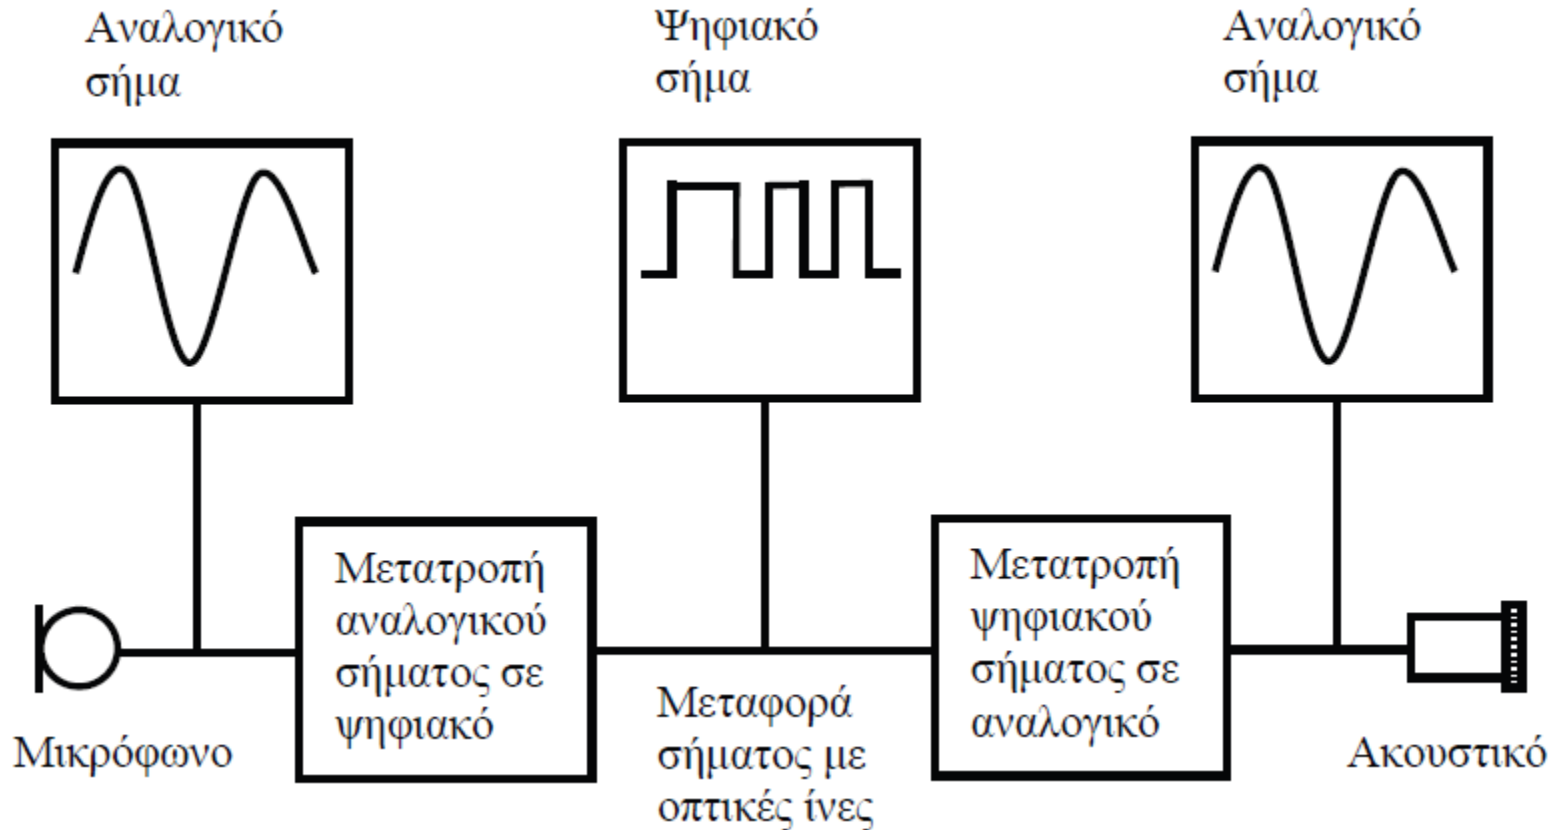 Αναλογικό
σήμα
Ψηφιακό
σήμα
Αναλογικό
σήμα
Μετατροπή
αναλογικού
σήματος σε
ψηφιακό
Μετατροπή
ψηφιακού
σήματος σε
αναλογικό
Μικρόφωνο
Μεταφορά
σήματος με
οπτικές ίνες
Ακουστικό